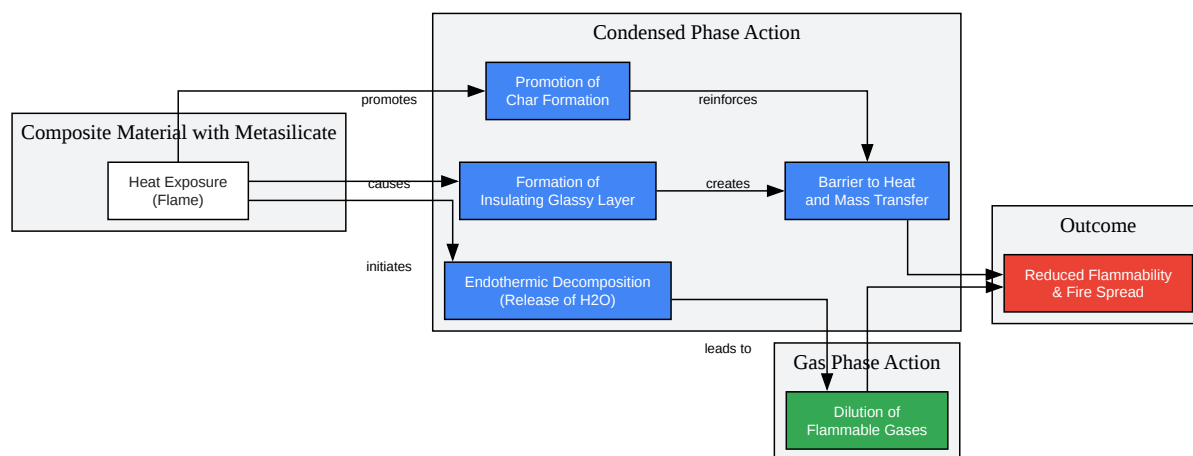 Condensed Phase Action
Promotion of
Char Formation
promotes
reinforces
Composite Material with Metasilicate
Heat Exposure
(Flame)
causes
Formation of
Insulating Glassy Layer
creates
Barrier to Heat
and Mass Transfer
Outcome
initiates
Endothermic Decomposition
(Release of H2O)
Reduced Flammability
& Fire Spread
leads to
Gas Phase Action
Dilution of
Flammable Gases